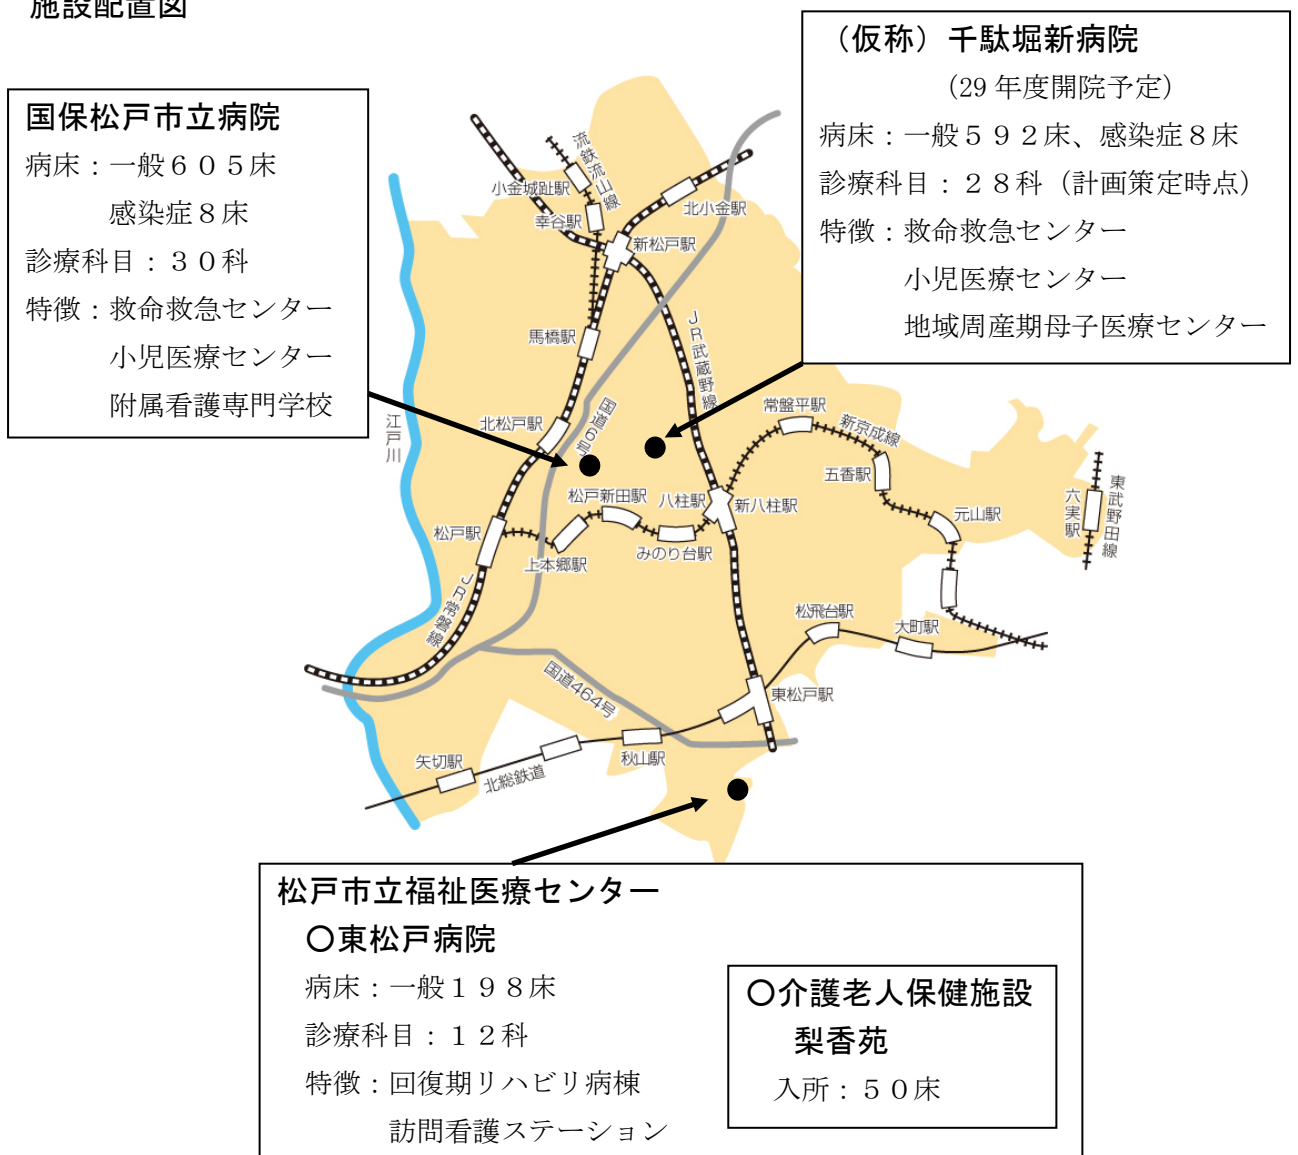 施設配置図
国保松戸市立病院
病床：一般６０５床
感染症８床
診療科目：３０科
特徴：救命救急センター
小児医療センター
附属看護専門学校
（仮称）千駄堀新病院
（29 年度開院予定）
病床：一般５９２床、感染症８床
診療科目：２８科（計画策定時点）
特徴：救命救急センター
小児医療センター
地域周産期母子医療センター
流鉄流山線
小金城趾駅
幸谷駅
北小金駅
新松戸駅
馬橋駅
JR武蔵野線
北松戸駅
国道6号
江戸川
常盤平駅
新京成線
五香駅
元山駅
六実駅
東武野田線
松戸新田駅
八柱駅
新八柱駅
松戸駅
上本郷駅
みのり台駅
JR常磐線
松飛台駅
大町駅
国道464号
東松戸駅
秋山駅
矢切駅
北総鉄道
松戸市立福祉医療センター
〇東松戸病院
病床：一般１９８床
診療科目：１２科
特徴：回復期リハビリ病棟
訪問看護ステーション
〇介護老人保健施設
梨香苑
入所：５０床